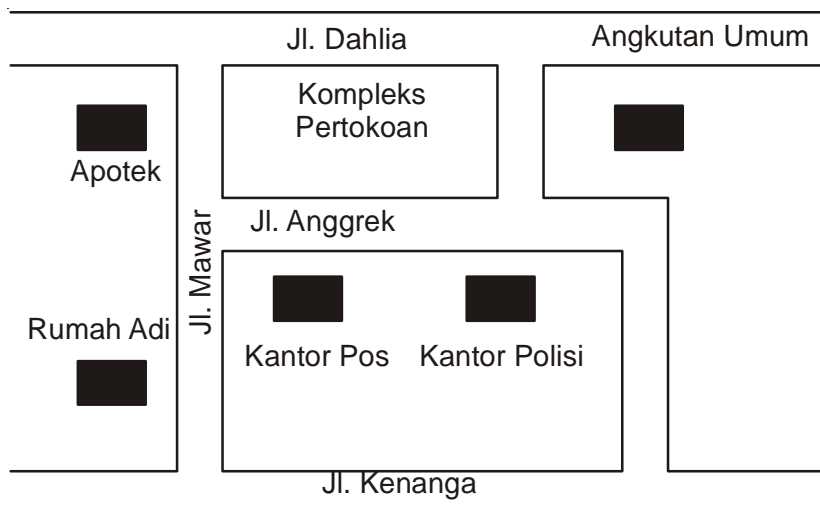 Jl. Dahlia
Angkutan Umum
Kompleks
Pertokoan
Apotek
Jl. Anggrek
Jl. Mawar
Rumah Adi
Kantor Pos
Kantor Polisi
Jl. Kenanga